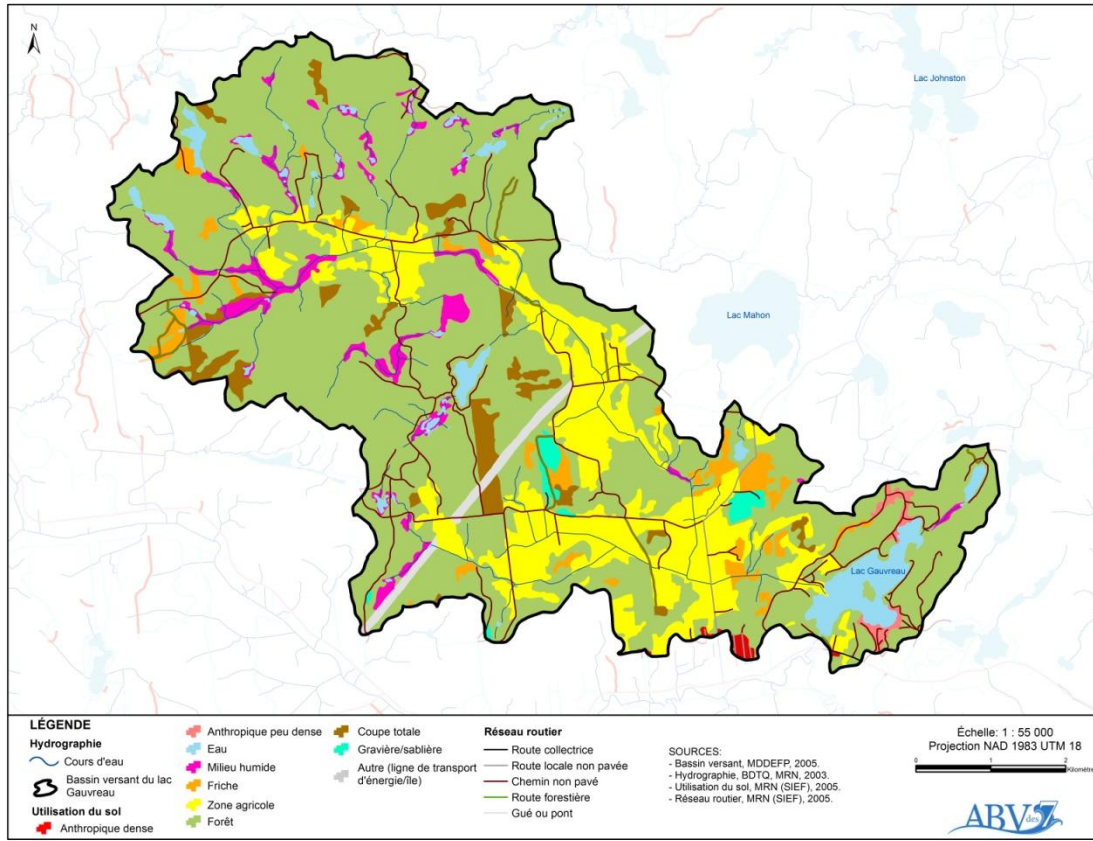 N
Lac Johnston
Lac Mahon
Lac Gauvreau
LÉGENDE
Hydrographie
Cours d'eau
Bassin versant du lac
Gauvreau
Utilisation du sol
Anthropique dense
Anthropique peu dense
Eau
Milieu humide
Friche
Zone agricole
Forêt
Coupe totale
Gravière/sablière
Autre (ligne de transport
d'énergie/île)
Réseau routier
Route collectrice
Route locale non pavée
Chemin non pavé
Route forestière
Gué ou pont
SOURCES:
- Bassin versant, MDDEFP, 2005.
- Hydrographie, BDTQ, MRN, 2003.
- Utilisation du sol, MRN (SIEF), 2005.
- Réseau routier, MRN (SIEF), 2005.
Échelle: 1 : 55 000
Projection NAD 1983 UTM 18
0 1 2
Kilomètres
ABV des 7